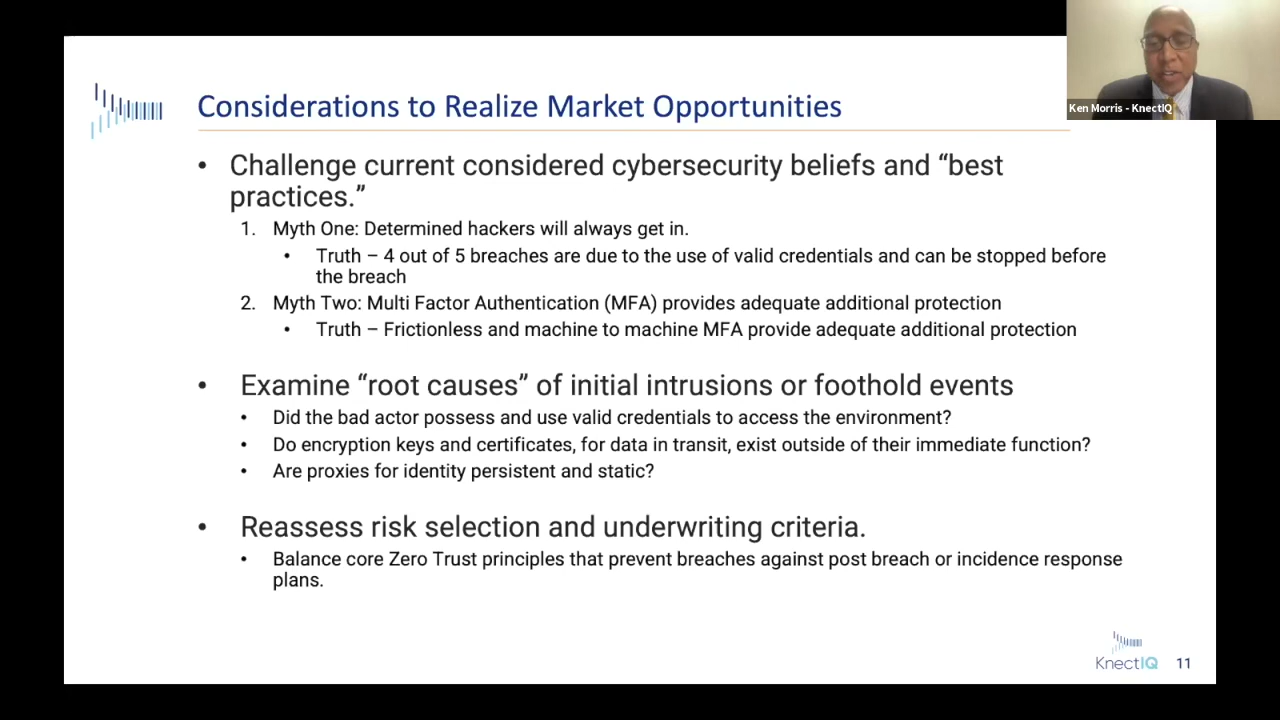 Ken Morris - KnectIQ
Considerations to Realize Market Opportunities
• Challenge current considered cybersecurity beliefs and “best
practices.”
1. Myth One: Determined hackers will always get in.
• Truth – 4 out of 5 breaches are due to the use of valid credentials and can be stopped before
the breach
2. Myth Two: Multi Factor Authentication (MFA) provides adequate additional protection
• Truth – Frictionless and machine to machine MFA provide adequate additional protection
• Examine “root causes” of initial intrusions or foothold events
• Did the bad actor possess and use valid credentials to access the environment?
• Do encryption keys and certificates, for data in transit, exist outside of their immediate function?
• Are proxies for identity persistent and static?
• Reassess risk selection and underwriting criteria.
• Balance core Zero Trust principles that prevent breaches against post breach or incidence response
plans.
KnectIQ 11